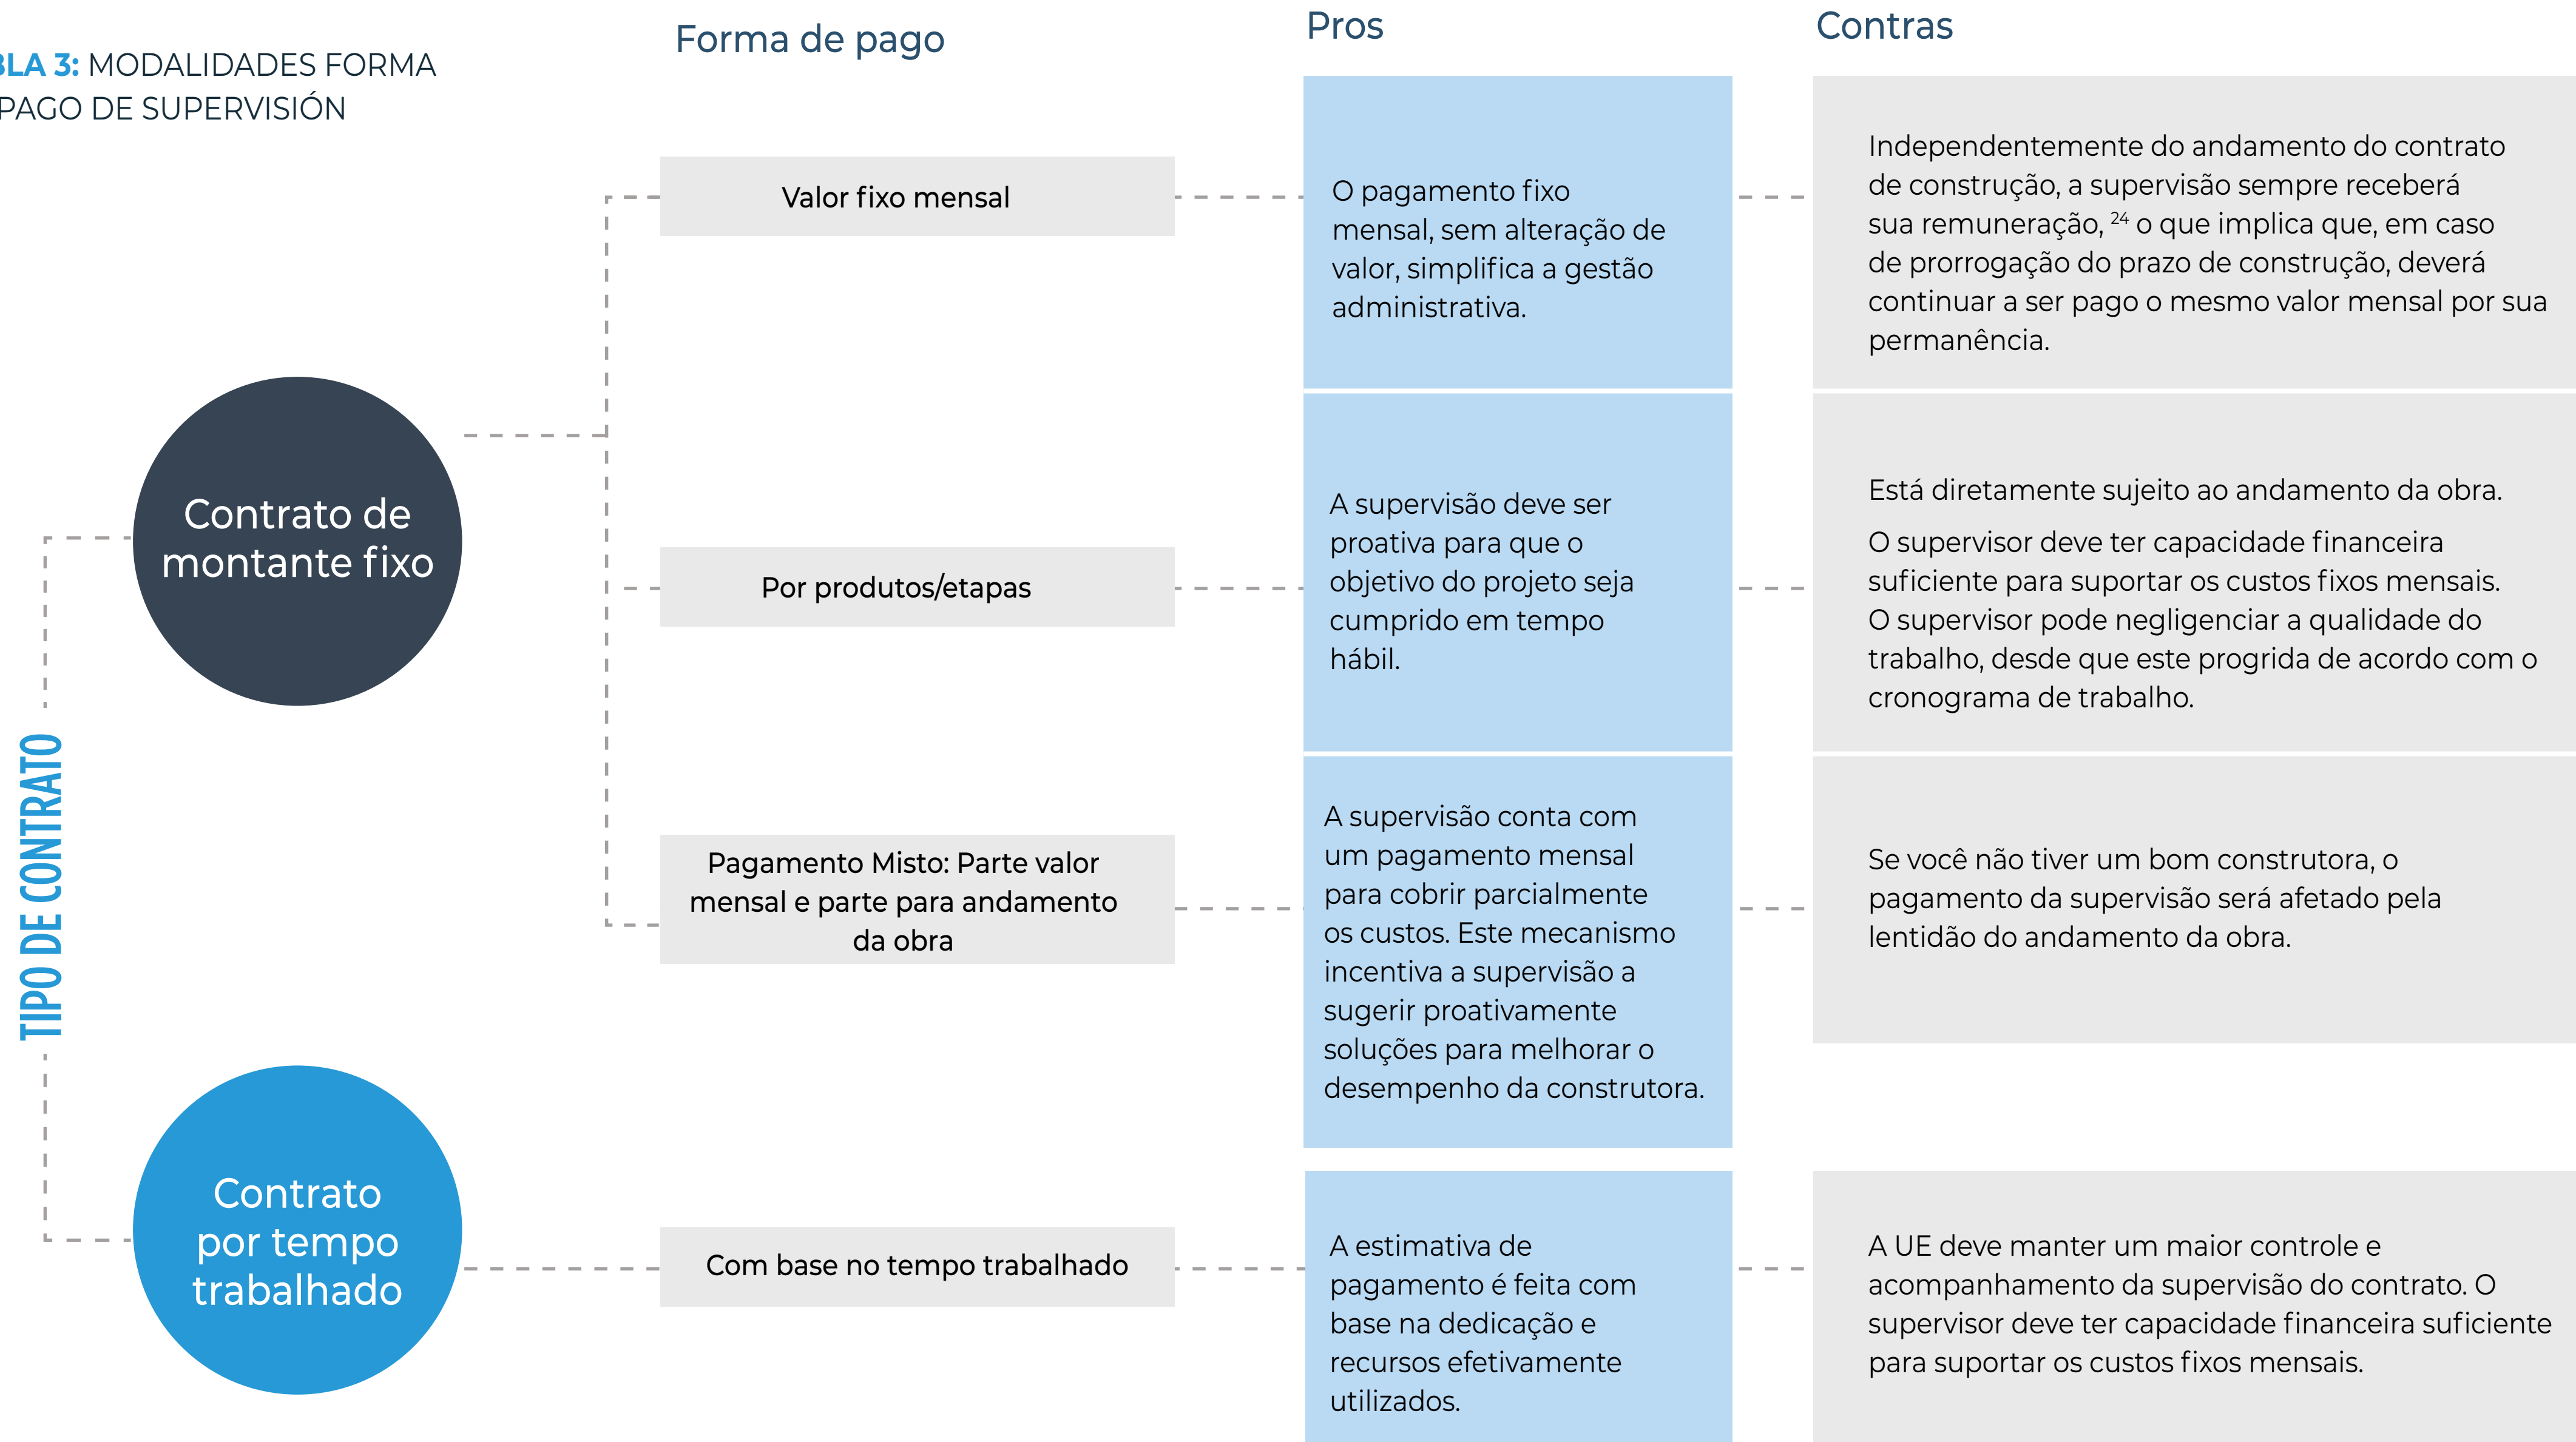 BLA 3: MODALIDADES FORMA
PAGO DE SUPERVISIÓN
Forma de pago
Pros
Contras
TIPO DE CONTRATO
Contrato de
montante fixo
Valor fixo mensal
O pagamento fixo
mensal, sem alteração de
valor, simplifica a gestão
administrativa.
Independentemente do andamento do contrato
de construção, a supervisão sempre receberá
sua remuneração, 24 o que implica que, em caso
de prorrogação do prazo de construção, deverá
continuar a ser pago o mesmo valor mensal por sua
permanência.
Por produtos/etapas
A supervisão deve ser
proativa para que o
objetivo do projeto seja
cumprido em tempo
hábil.
Está diretamente sujeito ao andamento da obra.
O supervisor deve ter capacidade financeira
suficiente para suportar os custos fixos mensais.
O supervisor pode negligenciar a qualidade do
trabalho, desde que este progrida de acordo com o
cronograma de trabalho.
Pagamento Misto: Parte valor
mensal e parte para andamento
da obra
A supervisão conta com
um pagamento mensal
para cobrir parcialmente
os custos. Este mecanismo
incentiva a supervisão a
sugerir proativamente
soluções para melhorar o
desempenho da construtora.
Se você não tiver um bom construtora, o
pagamento da supervisão será afetado pela
lentidão do andamento da obra.
Contrato
por tempo
trabalhado
Com base no tempo trabalhado
A estimativa de
pagamento é feita com
base na dedicação e
recursos efetivamente
utilizados.
A UE deve manter um maior controle e
acompanhamento da supervisão do contrato. O
supervisor deve ter capacidade financeira suficiente
para suportar os custos fixos mensais.